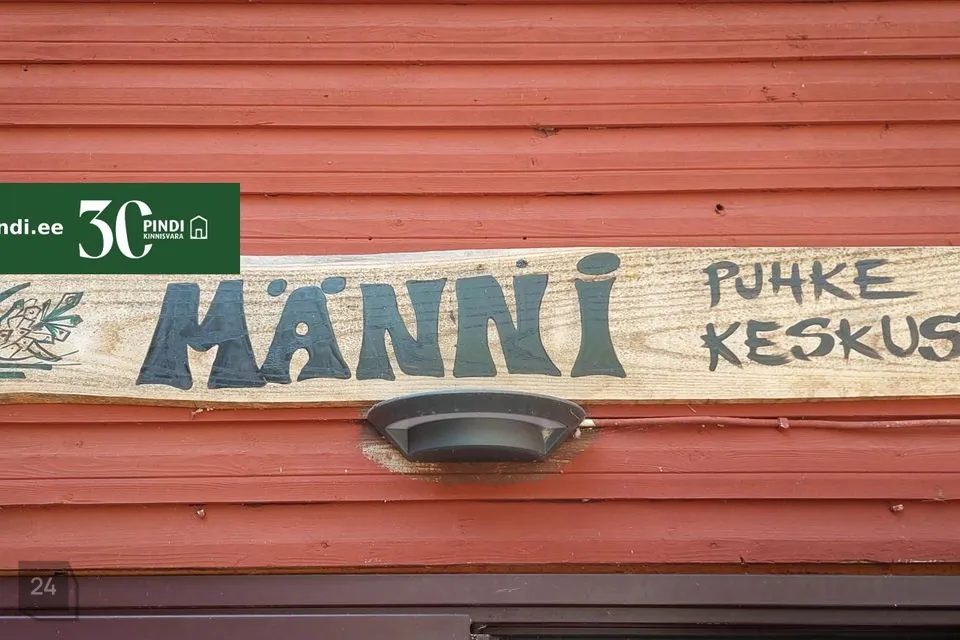 ndi.ee
30
PINDI
KINNISVARA
MÄNNI
PUHKE
KESKUS
24